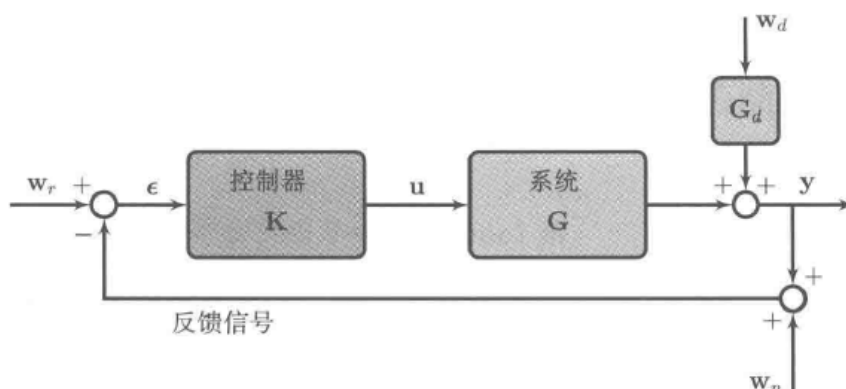 w_d
G_d
w_r + ϵ 控制器 u 系统 + + y
− K G
+
反馈信号 +
w_n